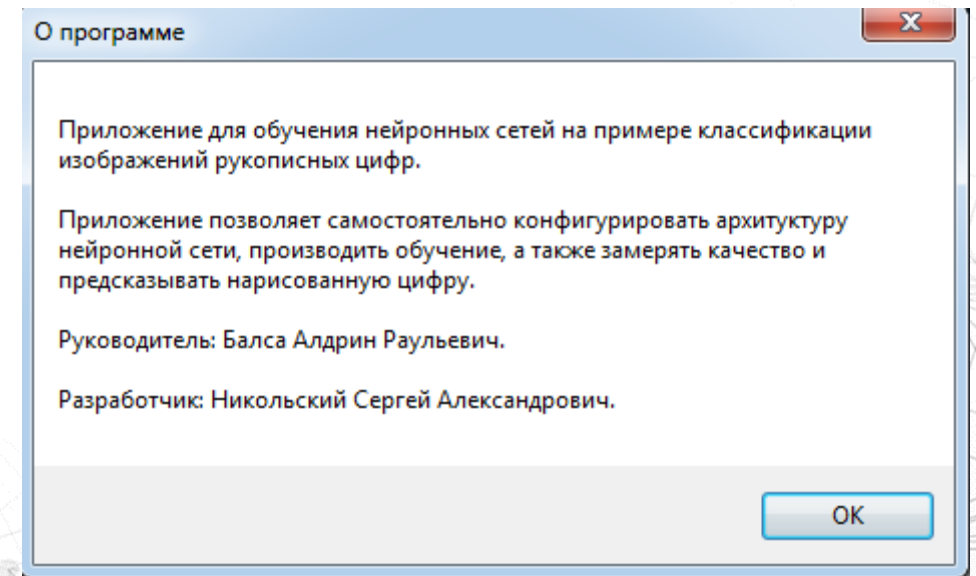 О программе
Приложение для обучения нейронных сетей на примере классификации
изображений рукописных цифр.
Приложение позволяет самостоятельно конфигурировать архитуктуру
нейронной сети, производить обучение, а также замерять качество и
предсказывать нарисованную цифру.
Руководитель: Балса Алдрин Раульевич.
Разработчик: Никольский Сергей Александрович.
ОК